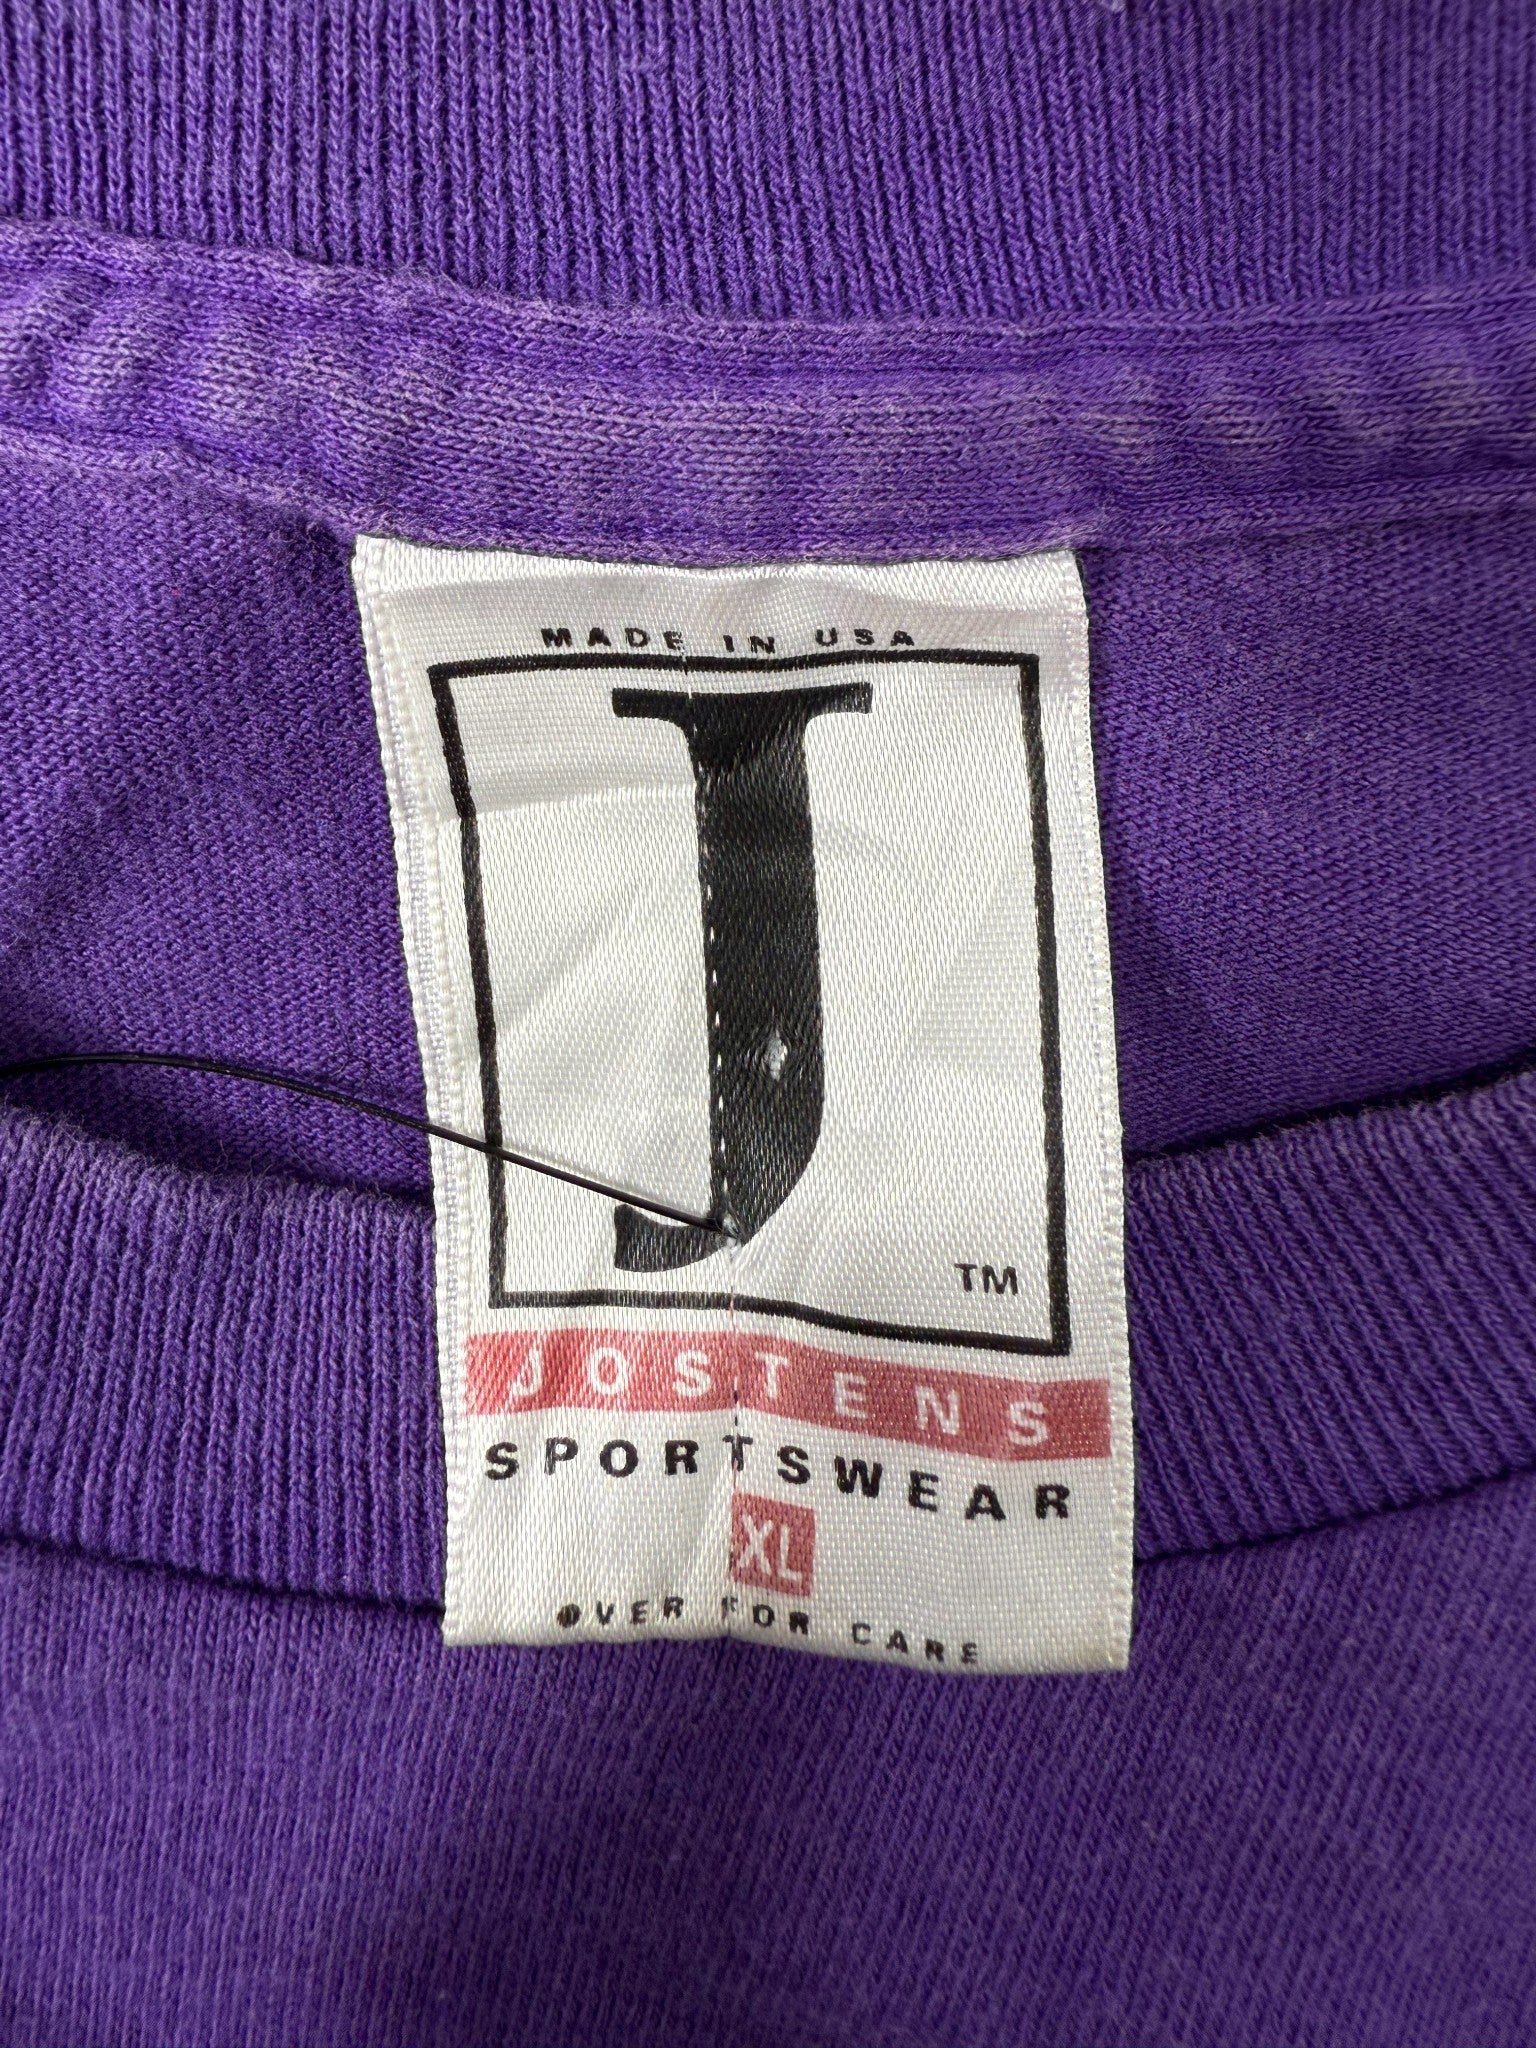 MADE IN USA
J
TM
JOSTENS
SPORTSWEAR
XL
OVER FOR CARE